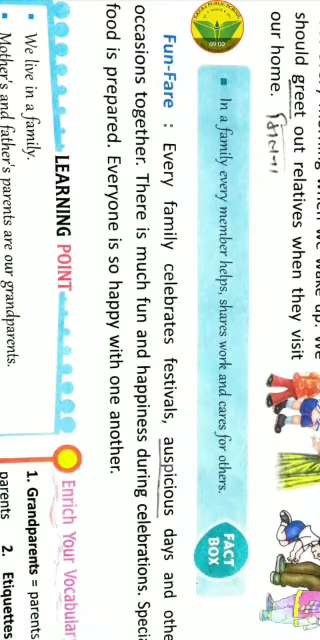 should greet out relatives when they visit
our home.
In a family every member helps, shares work and cares for others.
FACT
BOX
Fun-Fare : Every family celebrates festivals, auspicious days and othe
occasions together. There is much fun and happiness during celebrations. Specia
food is prepared. Everyone is so happy with one another.
LEARNING POINT
We live in a family.
Mother's and father's parents are our grandparents.
Enrich Your Vocabular
1. Grandparents = parents
parents 2. Etiquettes